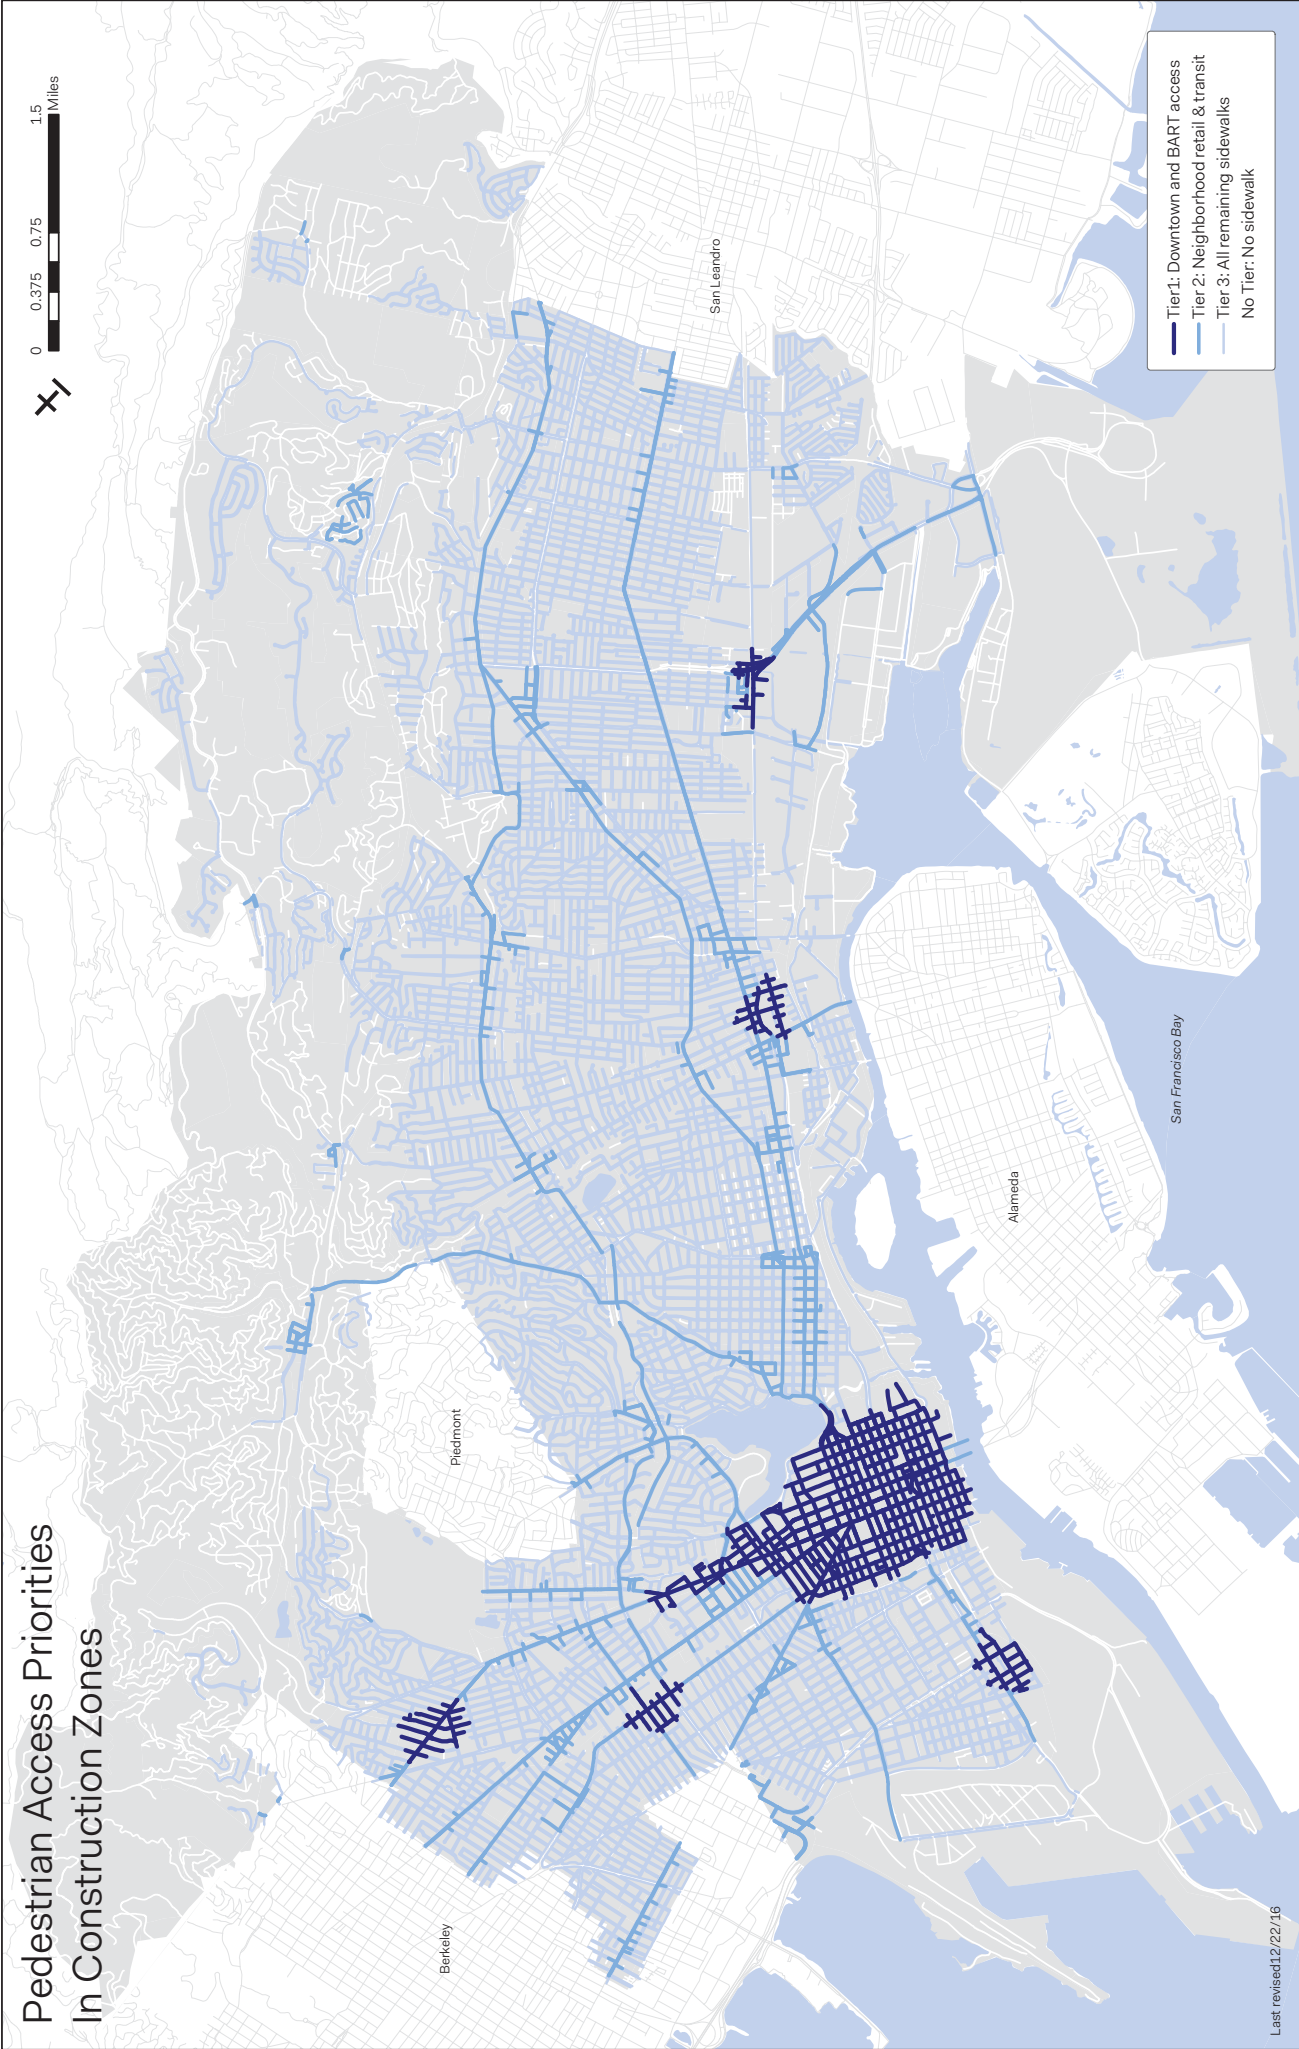 Pedestrian Access Priorities
In Construction Zones
0 0.375 0.75 1.5
Miles
Berkeley
Piedmont
San Leandro
Alameda
San Francisco Bay
Tier1: Downtown and BART access
Tier 2: Neighborhood retail & transit
Tier 3: All remaining sidewalks
No Tier: No sidewalk
Last revised12/22/16